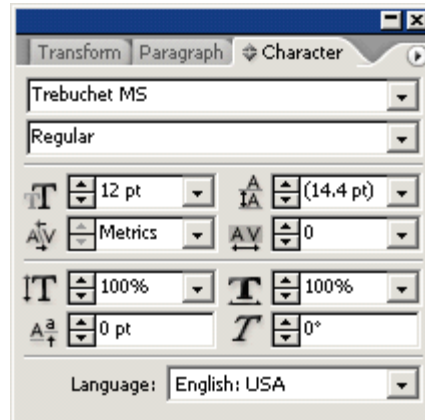 Transform Paragraph Character
Trebuchet MS
Regular
12 pt (14.4 pt)
Metrics 0
100% 100%
0 pt 0°
Language: English: USA